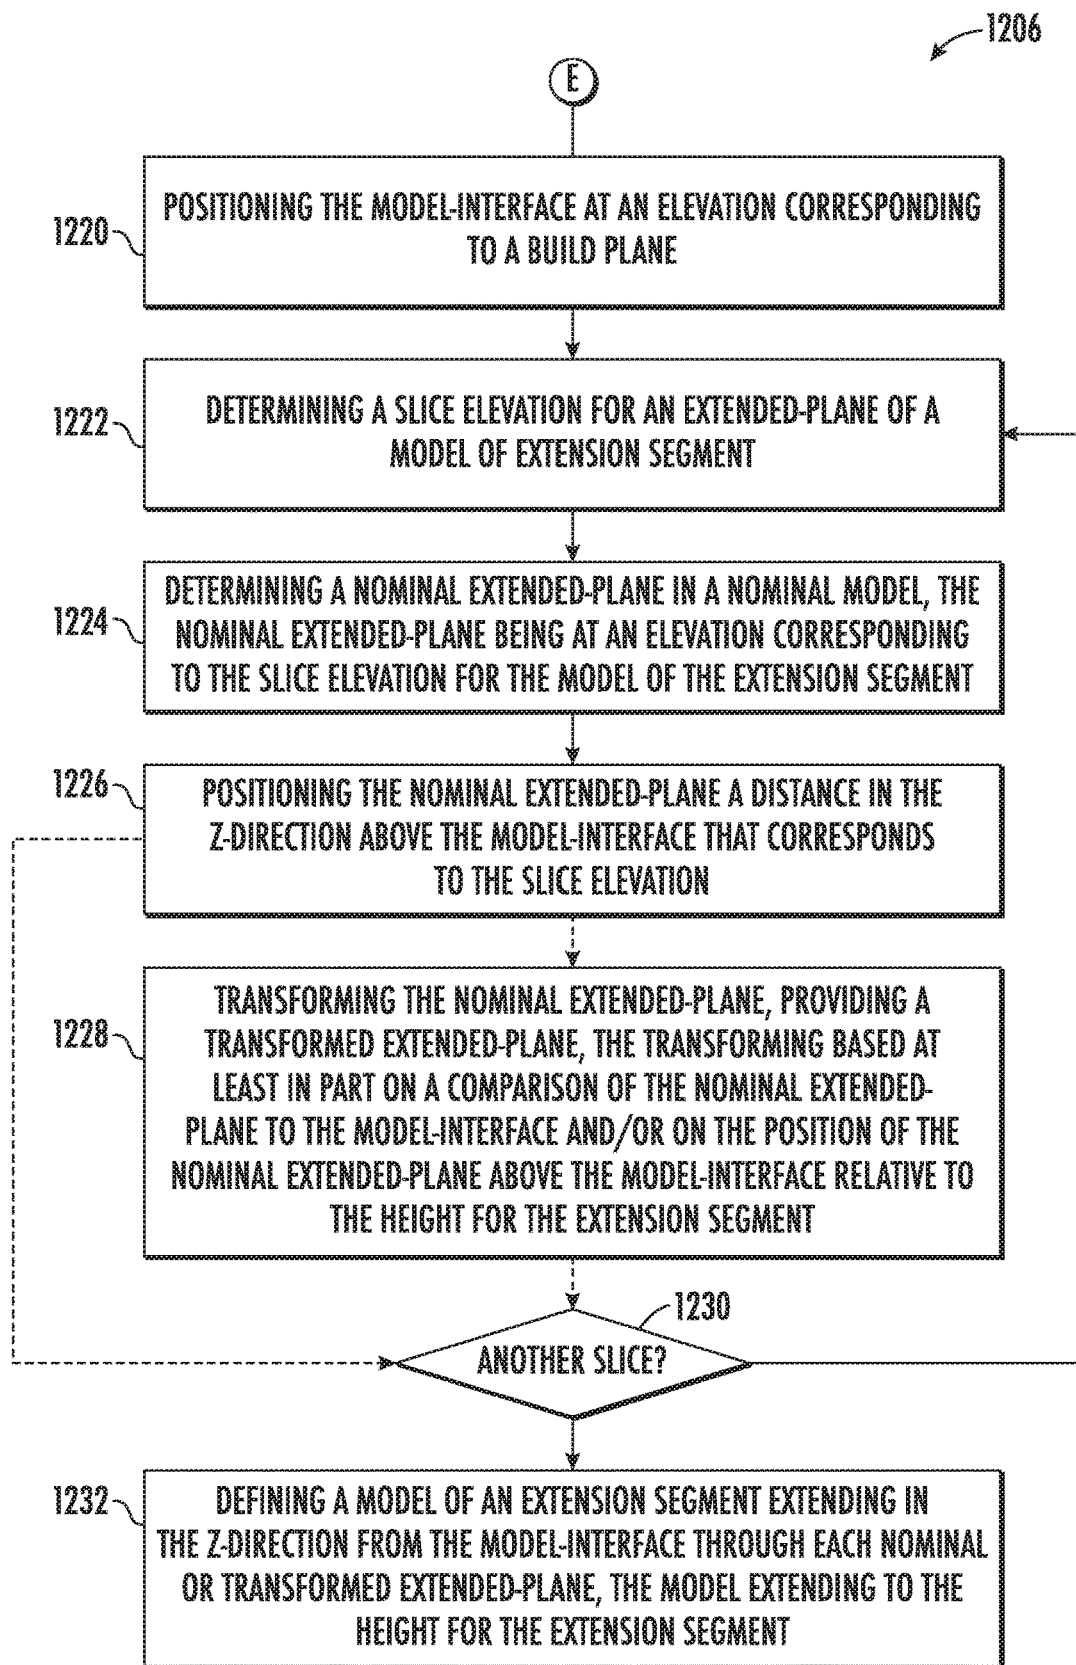 1206
E
1220
POSITIONING THE MODEL-INTERFACE AT AN ELEVATION CORRESPONDING
TO A BUILD PLANE
1222
DETERMINING A SLICE ELEVATION FOR AN EXTENDED-PLANE OF A
MODEL OF EXTENSION SEGMENT
1224
DETERMINING A NOMINAL EXTENDED-PLANE IN A NOMINAL MODEL, THE
NOMINAL EXTENDED-PLANE BEING AT AN ELEVATION CORRESPONDING
TO THE SLICE ELEVATION FOR THE MODEL OF THE EXTENSION SEGMENT
1226
POSITIONING THE NOMINAL EXTENDED-PLANE A DISTANCE IN THE
Z-DIRECTION ABOVE THE MODEL-INTERFACE THAT CORRESPONDS
TO THE SLICE ELEVATION
1228
TRANSFORMING THE NOMINAL EXTENDED-PLANE, PROVIDING A
TRANSFORMED EXTENDED-PLANE, THE TRANSFORMING BASED AT
LEAST IN PART ON A COMPARISON OF THE NOMINAL EXTENDED-
PLANE TO THE MODEL-INTERFACE AND/OR ON THE POSITION OF THE
NOMINAL EXTENDED-PLANE ABOVE THE MODEL-INTERFACE RELATIVE TO
THE HEIGHT FOR THE EXTENSION SEGMENT
1230
ANOTHER SLICE?
1232
DEFINING A MODEL OF AN EXTENSION SEGMENT EXTENDING IN
THE Z-DIRECTION FROM THE MODEL-INTERFACE THROUGH EACH NOMINAL
OR TRANSFORMED EXTENDED-PLANE, THE MODEL EXTENDING TO THE
HEIGHT FOR THE EXTENSION SEGMENT